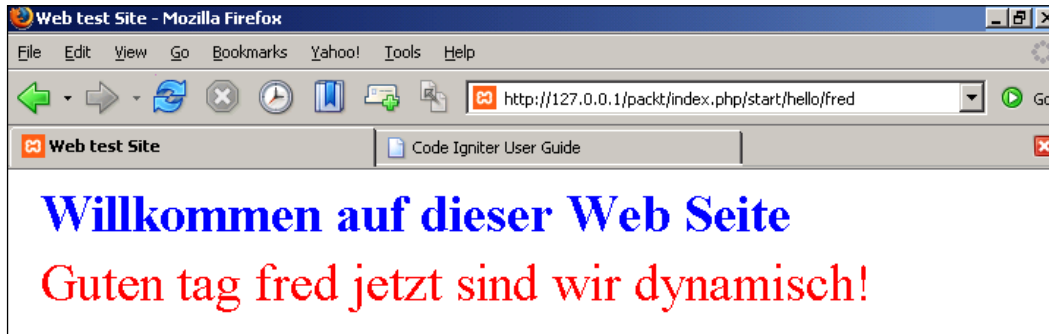 Web test Site - Mozilla Firefox
File Edit View Go Bookmarks Yahoo! Tools Help
http://127.0.0.1/packt/index.php/start/hello/fred Go
Web test Site Code Igniter User Guide
Willkommen auf dieser Web Seite
Guten tag fred jetzt sind wir dynamisch!